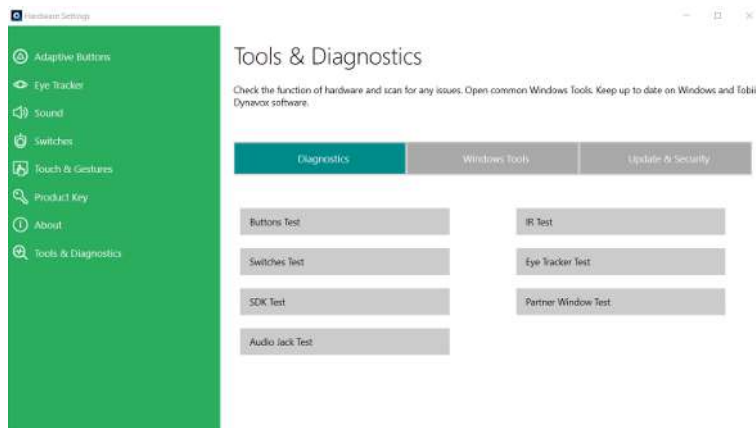 Hardware Settings
Adaptive Buttons
Eye Tracker
Sound
Switches
Touch & Gestures
Product Key
About
Tools & Diagnostics
Tools & Diagnostics
Check the function of hardware and scan for any issues. Open common Windows Tools. Keep up to date on Windows and Tobii
Dynavox software.
Diagnostics Windows Tools Update & Security
Buttons Test IR Test
Switches Test Eye Tracker Test
SDK Test Partner Window Test
Audio Jack Test